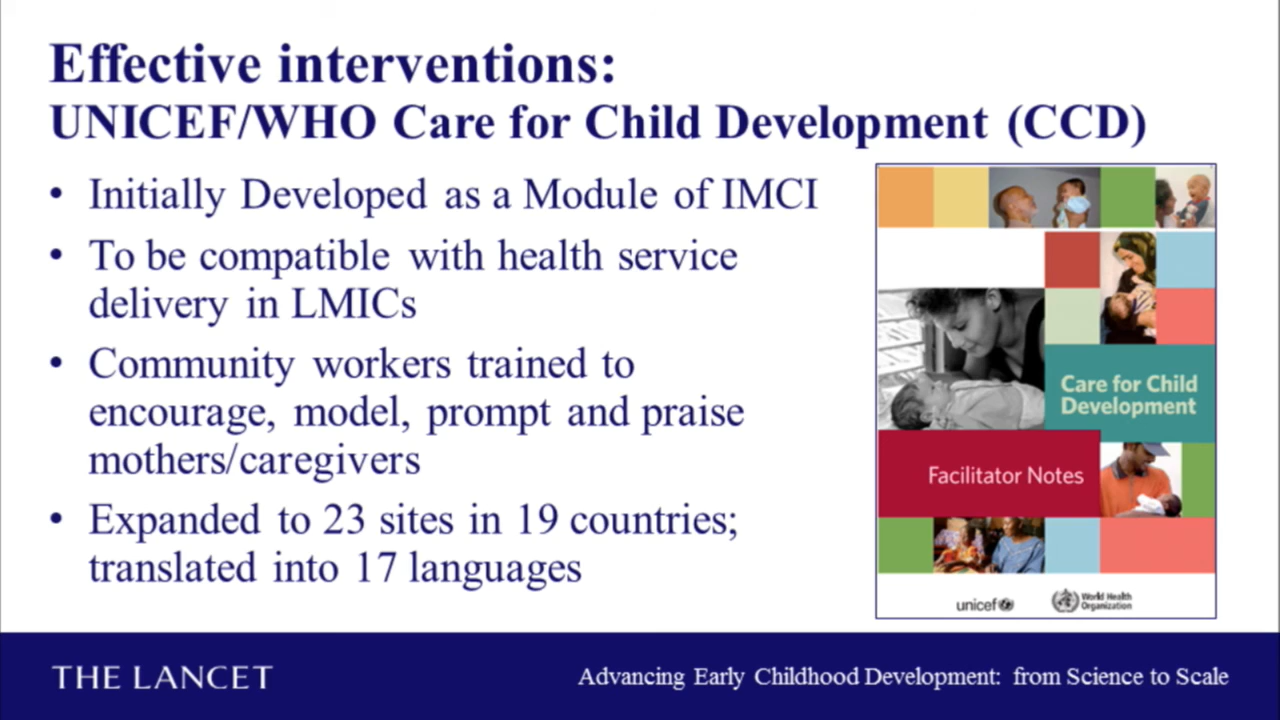 Effective interventions:
UNICEF/WHO Care for Child Development (CCD)
• Initially Developed as a Module of IMCI
• To be compatible with health service
delivery in LMICs
• Community workers trained to
encourage, model, prompt and praise
mothers/caregivers
• Expanded to 23 sites in 19 countries;
translated into 17 languages
Care for Child
Development
Facilitator Notes
unicef
World Health
Organization
THE LANCET
Advancing Early Childhood Development: from Science to Scale